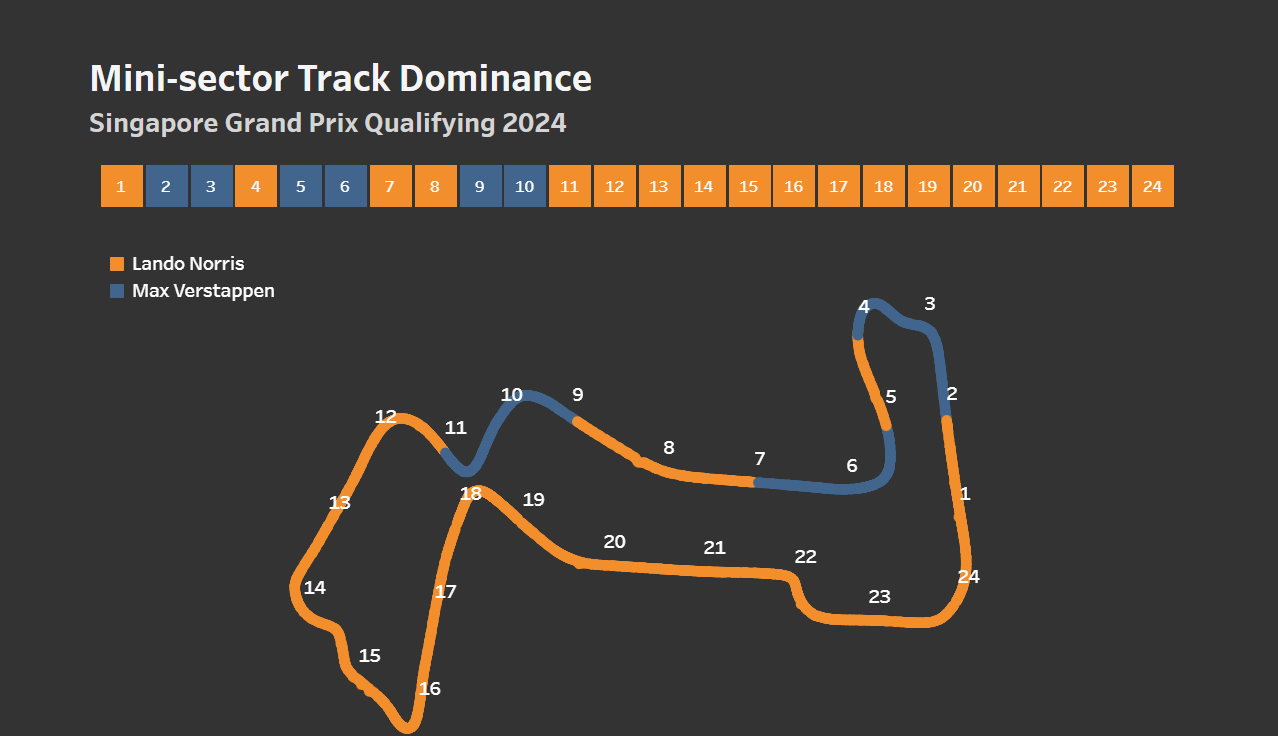 Mini-sector Track Dominance
Singapore Grand Prix Qualifying 2024
1 2 3 4 5 6 7 8 9 10 11 12 13 14 15 16 17 18 19 20 21 22 23 24
Lando Norris
Max Verstappen
4 3
10 9 5 2
12 11
8 7 6
18 19 1
13
20 21 22
14 17 23 24
15
16